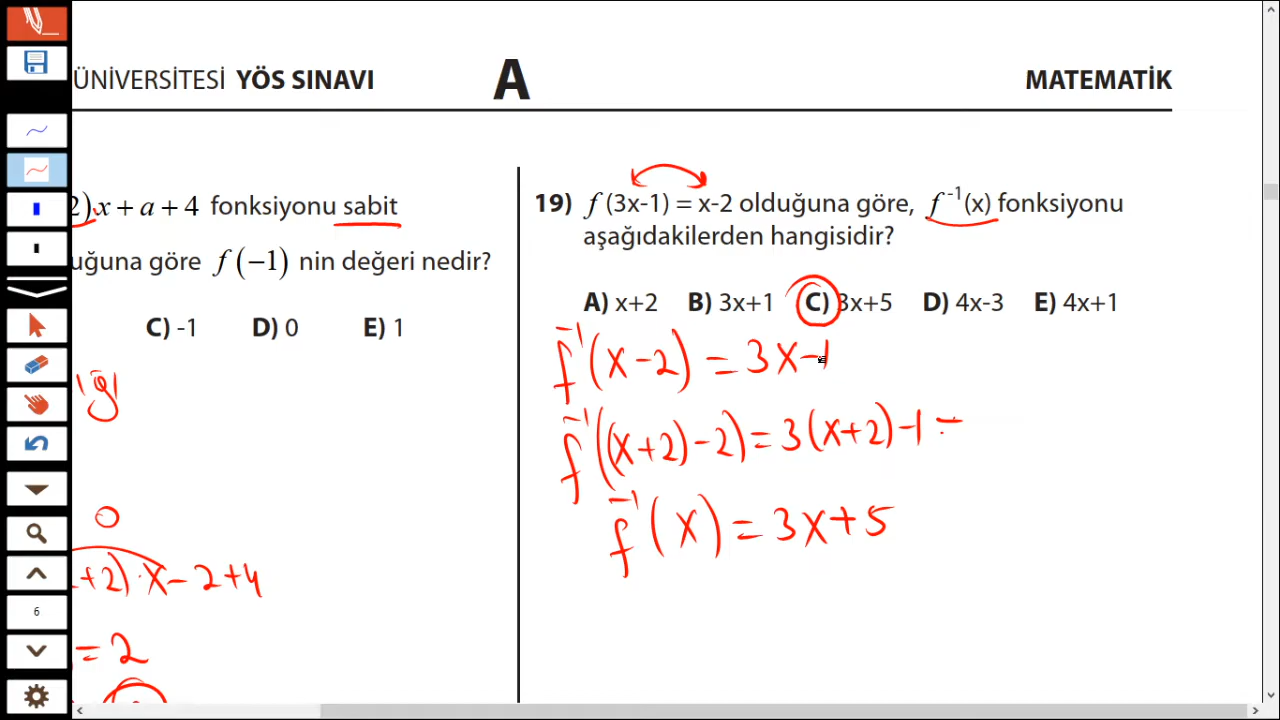 ÜNİVERSİTESİ YÖS SINAVI
A
MATEMATİK
2).x + a + 4 fonksiyonu sabit
uğuna göre f(−1) nin değeri nedir?
C) -1 D) 0 E) 1
0
+2).x − 2 + 4
= 2
19) f(3x-1) = x-2 olduğuna göre, f⁻¹(x) fonksiyonu
aşağıdakilerden hangisidir?
A) x+2 B) 3x+1 C) 3x+5 D) 4x-3 E) 4x+1
f⁻¹(x−2) = 3x−1
f⁻¹((x+2)−2) = 3(x+2)−1 =
f⁻¹(x) = 3x+5
6